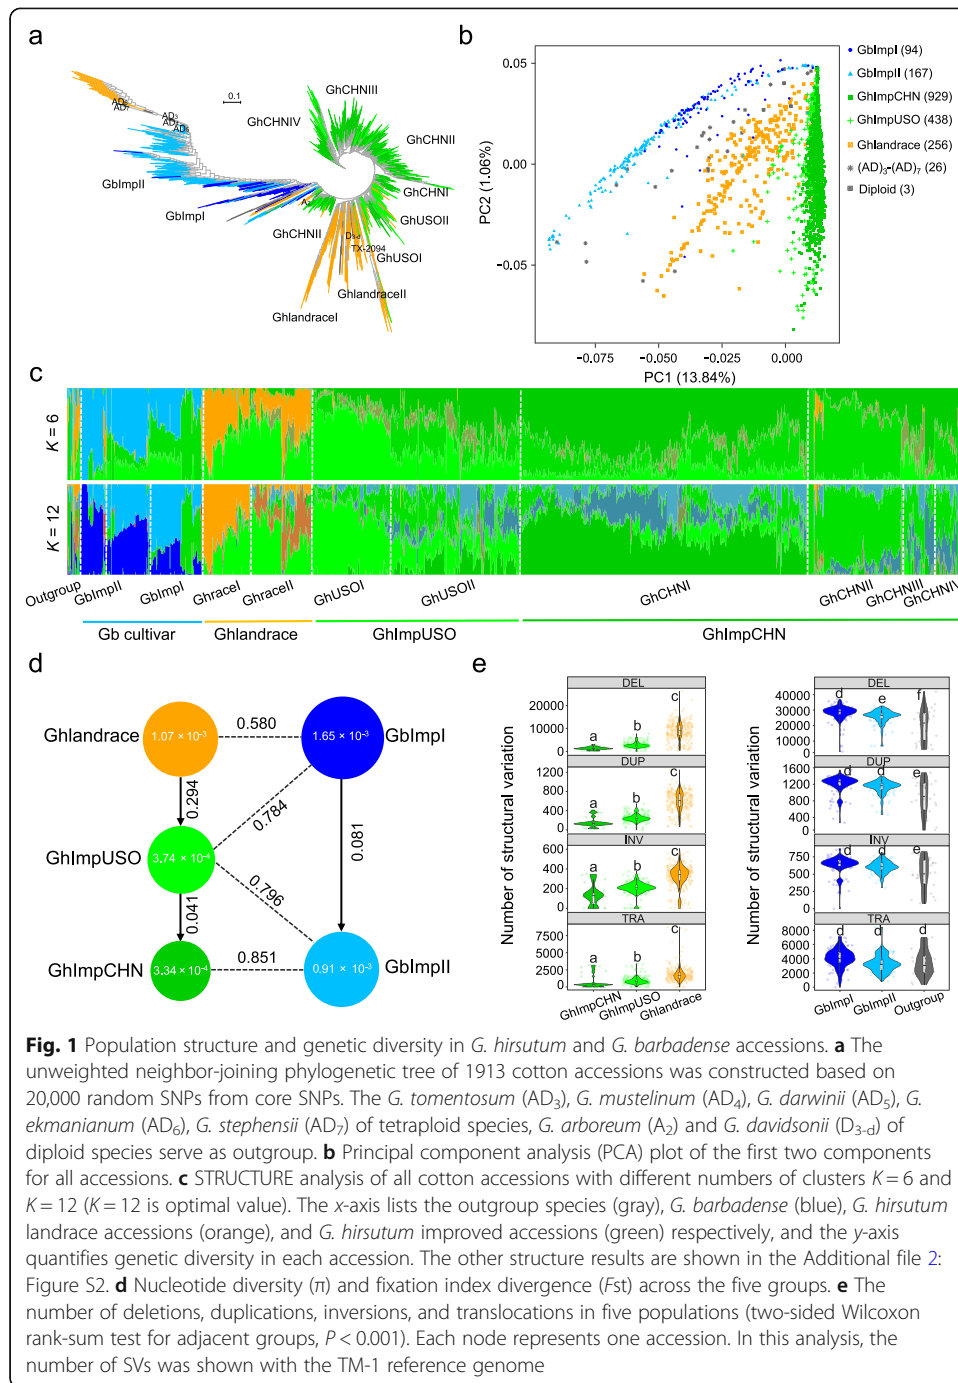 a
0.1
GhCHNIII
GhCHNIV
GhCHNII
AD₃
AD₄
GbImpII
GbImpI
GhCHNI
GhUSOII
GhCHNII
D₃₋d
TX-2094
GhUSOI
GhlandraceII
GhlandraceI
b
PC2 (1.06%)
0.05
0.00
−0.05
−0.075
−0.050
−0.025
0.000
PC1 (13.84%)
GbImpI (94)
GbImpII (167)
GhImpCHN (929)
GhImpUSO (438)
Ghlandrace (256)
(AD)₃-(AD)₇ (26)
Diploid (3)
c
K = 6
K = 12
Outgroup
GbImpII
GbImpI
GhraceI
GhraceII
GhUSOI
GhUSOII
GhCHNI
GhCHNII
GhCHNIII
GhCHNIV
Gb cultivar
Ghlandrace
GhImpUSO
GhImpCHN
d
Ghlandrace
1.07 × 10⁻³
0.580
1.65 × 10⁻³
GbImpI
0.294
0.784
0.081
GhImpUSO
3.74 × 10⁻⁴
0.796
0.041
GhImpCHN
3.34 × 10⁻⁴
0.851
0.91 × 10⁻³
GbImpII
e
Number of structural variation
DEL
20000
10000
0
a
b
c
DUP
1200
800
400
0
a
b
c
INV
600
400
200
0
a
b
c
TRA
7500
5000
2500
0
a
b
c
GhImpCHN
GhImpUSO
Ghlandrace
Number of structural variation
DEL
40000
30000
20000
10000
0
d
e
f
DUP
1600
1200
800
400
0
d
d
e
INV
750
500
250
0
d
d
e
TRA
8000
6000
4000
2000
0
d
d
d
GbImpI
GbImpII
Outgroup
Fig. 1 Population structure and genetic diversity in G. hirsutum and G. barbadense accessions. a The
unweighted neighbor-joining phylogenetic tree of 1913 cotton accessions was constructed based on
20,000 random SNPs from core SNPs. The G. tomentosum (AD₃), G. mustelinum (AD₄), G. darwinii (AD₅), G.
ekmanianum (AD₆), G. stephensii (AD₇) of tetraploid species, G. arboreum (A₂) and G. davidsonii (D₃₋d) of
diploid species serve as outgroup. b Principal component analysis (PCA) plot of the first two components
for all accessions. c STRUCTURE analysis of all cotton accessions with different numbers of clusters K = 6 and
K = 12 (K = 12 is optimal value). The x-axis lists the outgroup species (gray), G. barbadense (blue), G. hirsutum
landrace accessions (orange), and G. hirsutum improved accessions (green) respectively, and the y-axis
quantifies genetic diversity in each accession. The other structure results are shown in the Additional file 2:
Figure S2. d Nucleotide diversity (π) and fixation index divergence (Fst) across the five groups. e The
number of deletions, duplications, inversions, and translocations in five populations (two-sided Wilcoxon
rank-sum test for adjacent groups, P < 0.001). Each node represents one accession. In this analysis, the
number of SVs was shown with the TM-1 reference genome